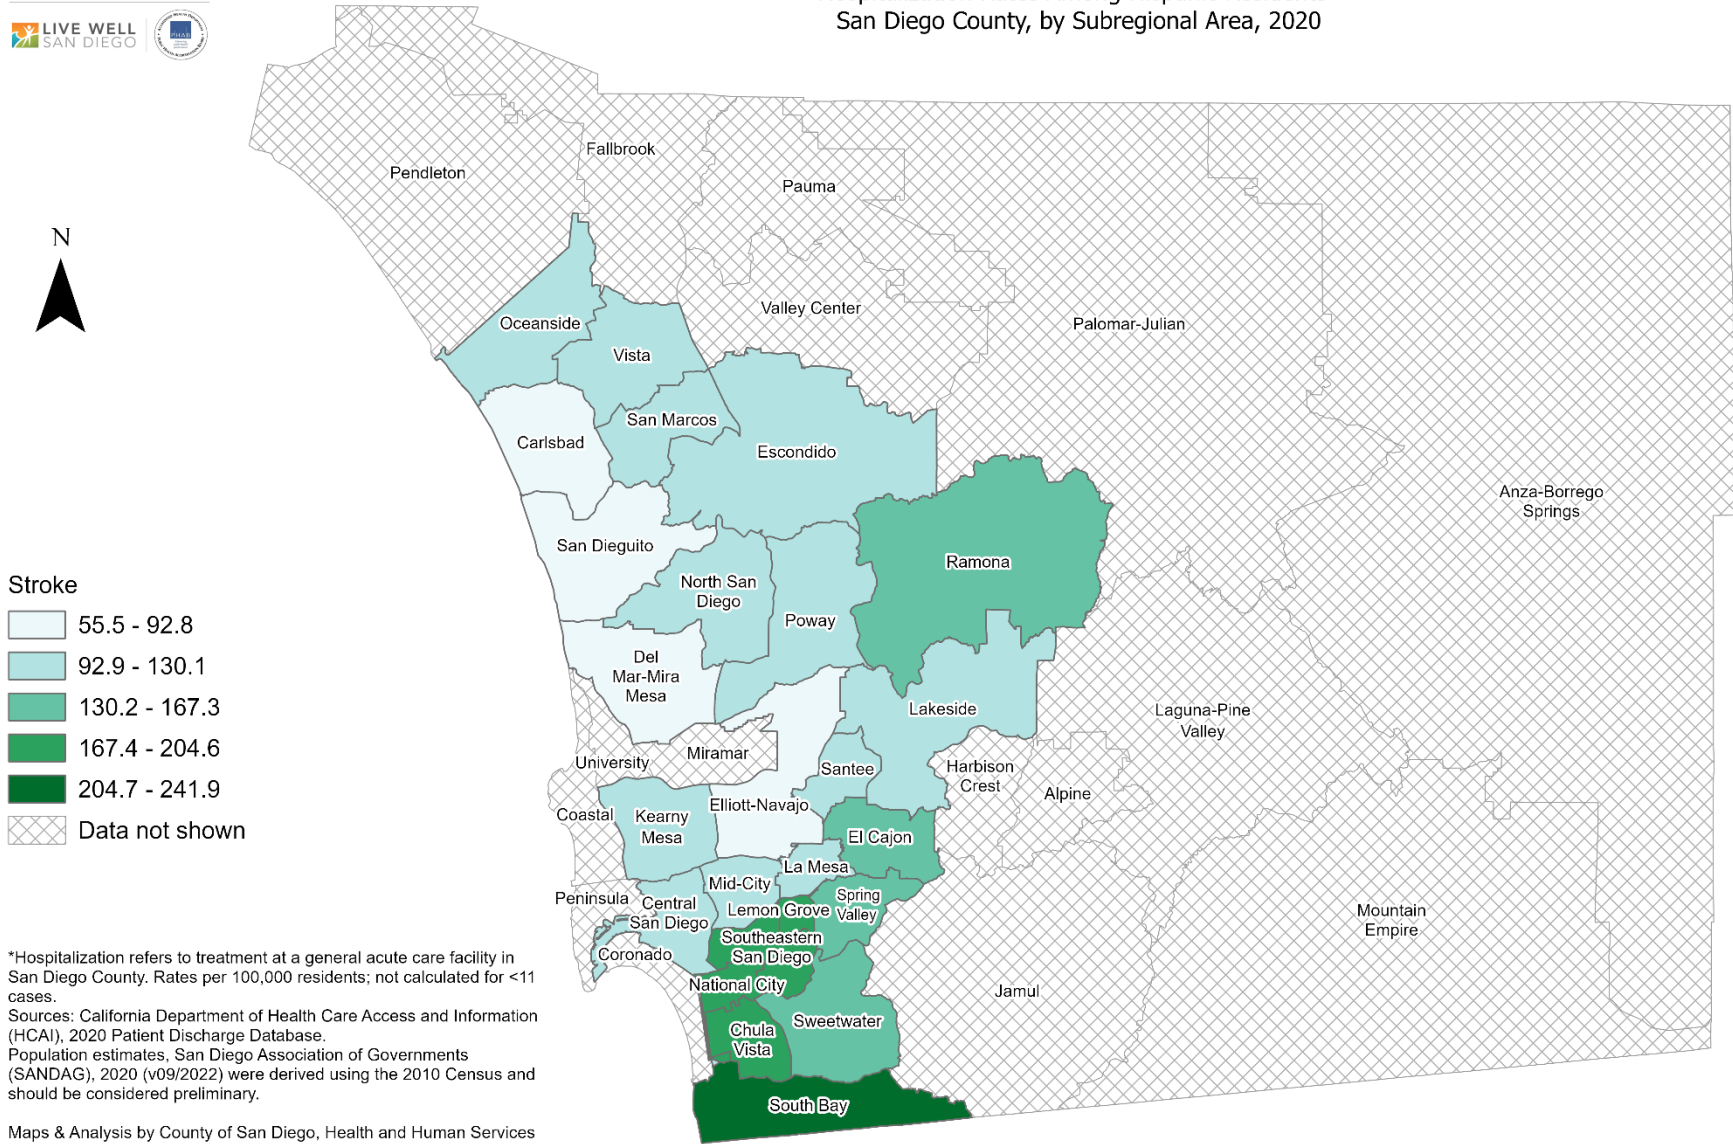 LIVE WELL
SAN DIEGO
PHAB
San Diego County, by Subregional Area, 2020
Fallbrook
Pendleton
Pauma
N
Valley Center
Oceanside
Palomar-Julian
Vista
San Marcos
Carlsbad
Escondido
Anza-Borrego
Springs
San Dieguito
Ramona
North San
Diego
Poway
Del
Mar-Mira
Mesa
Lakeside
Laguna-Pine
Valley
Miramar
University
Santee
Harbison
Crest
Alpine
Elliott-Navajo
Coastal
Kearny
Mesa
El Cajon
La Mesa
Mid-City
Peninsula
Central
San Diego
Lemon Grove
Spring
Valley
Mountain
Empire
Southeastern
San Diego
Coronado
National City
Jamul
Sweetwater
Chula
Vista
South Bay
Stroke
55.5 - 92.8
92.9 - 130.1
130.2 - 167.3
167.4 - 204.6
204.7 - 241.9
Data not shown
*Hospitalization refers to treatment at a general acute care facility in
San Diego County. Rates per 100,000 residents; not calculated for <11
cases.
Sources: California Department of Health Care Access and Information
(HCAI), 2020 Patient Discharge Database.
Population estimates, San Diego Association of Governments
(SANDAG), 2020 (v09/2022) were derived using the 2010 Census and
should be considered preliminary.
Maps & Analysis by County of San Diego, Health and Human Services